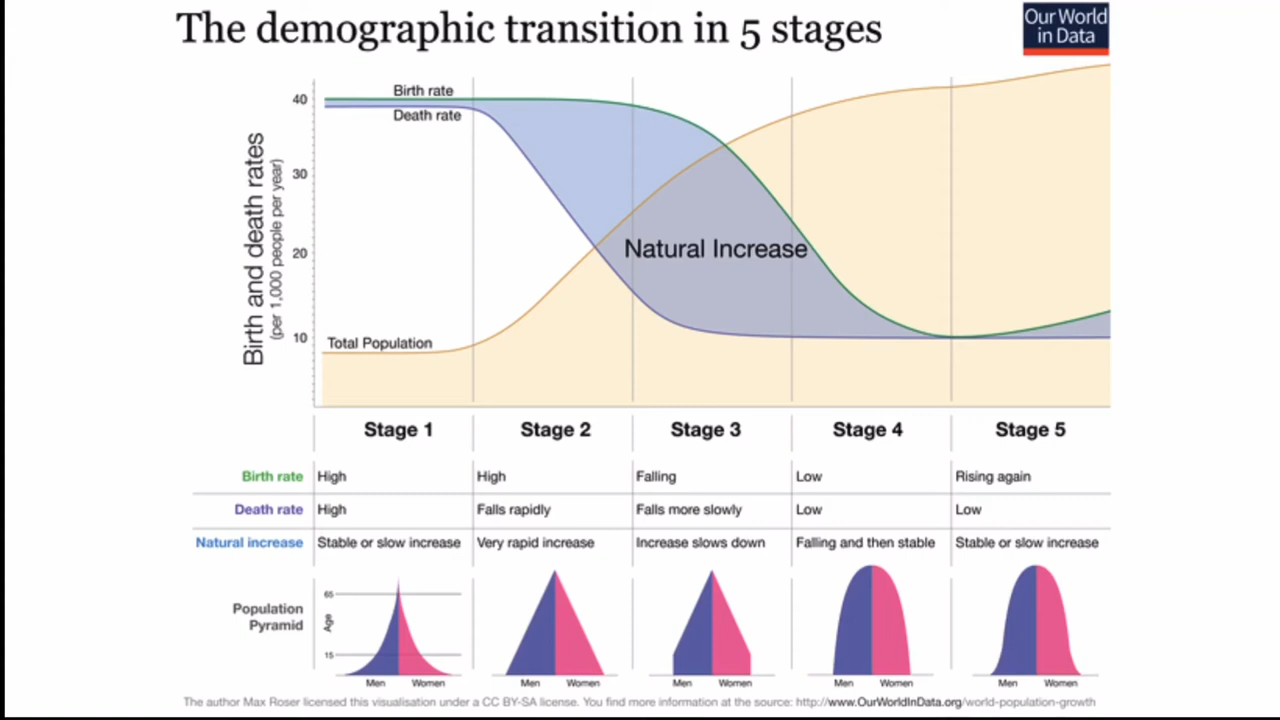 The demographic transition in 5 stages
Our World
in Data
Birth and death rates
(per 1,000 people per year)
40
30
20
10
Birth rate
Death rate
Natural Increase
Total Population
Stage 1 Stage 2 Stage 3 Stage 4 Stage 5
Birth rate High High Falling Low Rising again
Death rate High Falls rapidly Falls more slowly Low Low
Natural increase Stable or slow increase Very rapid increase Increase slows down Falling and then stable Stable or slow increase
Population
Pyramid
65
Age
15
Men Women Men Women Men Women Men Women Men Women
The author Max Roser licensed this visualisation under a CC BY-SA license. You find more information at the source: http://www.OurWorldInData.org/world-population-growth